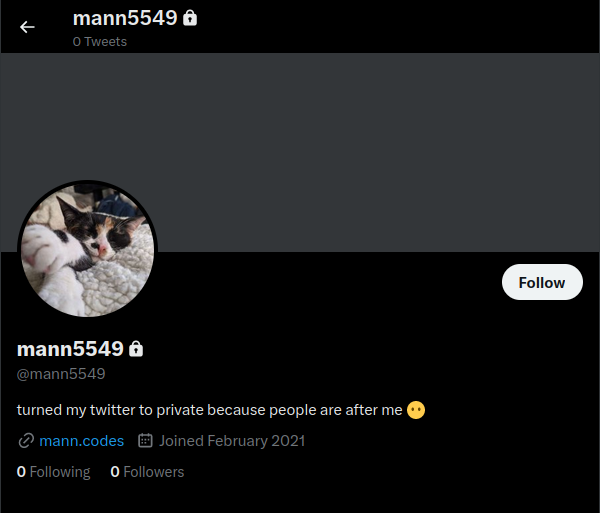 mann5549
0 Tweets
Follow
mann5549
@mann5549
turned my twitter to private because people are after me 😶
mann.codes Joined February 2021
0 Following 0 Followers